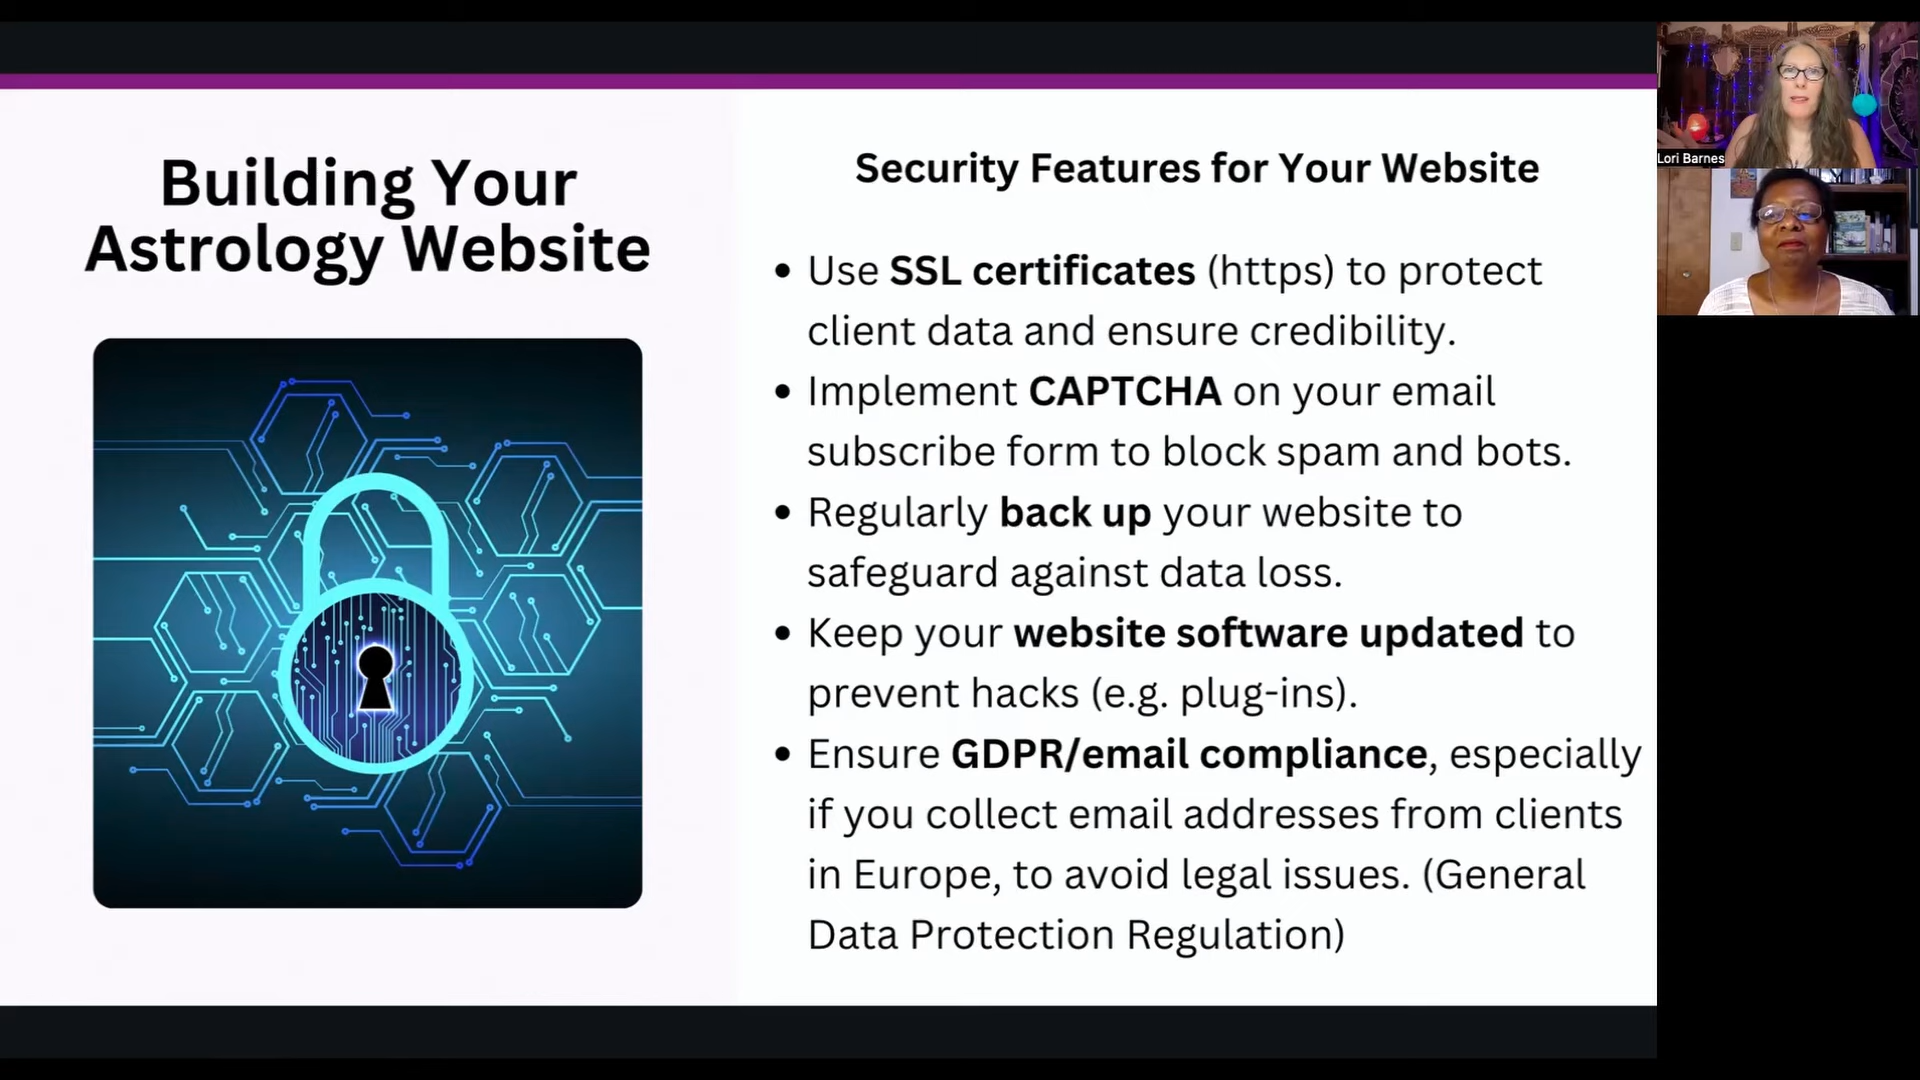 Building Your
Astrology Website
Security Features for Your Website
• Use SSL certificates (https) to protect
client data and ensure credibility.
• Implement CAPTCHA on your email
subscribe form to block spam and bots.
• Regularly back up your website to
safeguard against data loss.
• Keep your website software updated to
prevent hacks (e.g. plug-ins).
• Ensure GDPR/email compliance, especially
if you collect email addresses from clients
in Europe, to avoid legal issues. (General
Data Protection Regulation)
Lori Barnes